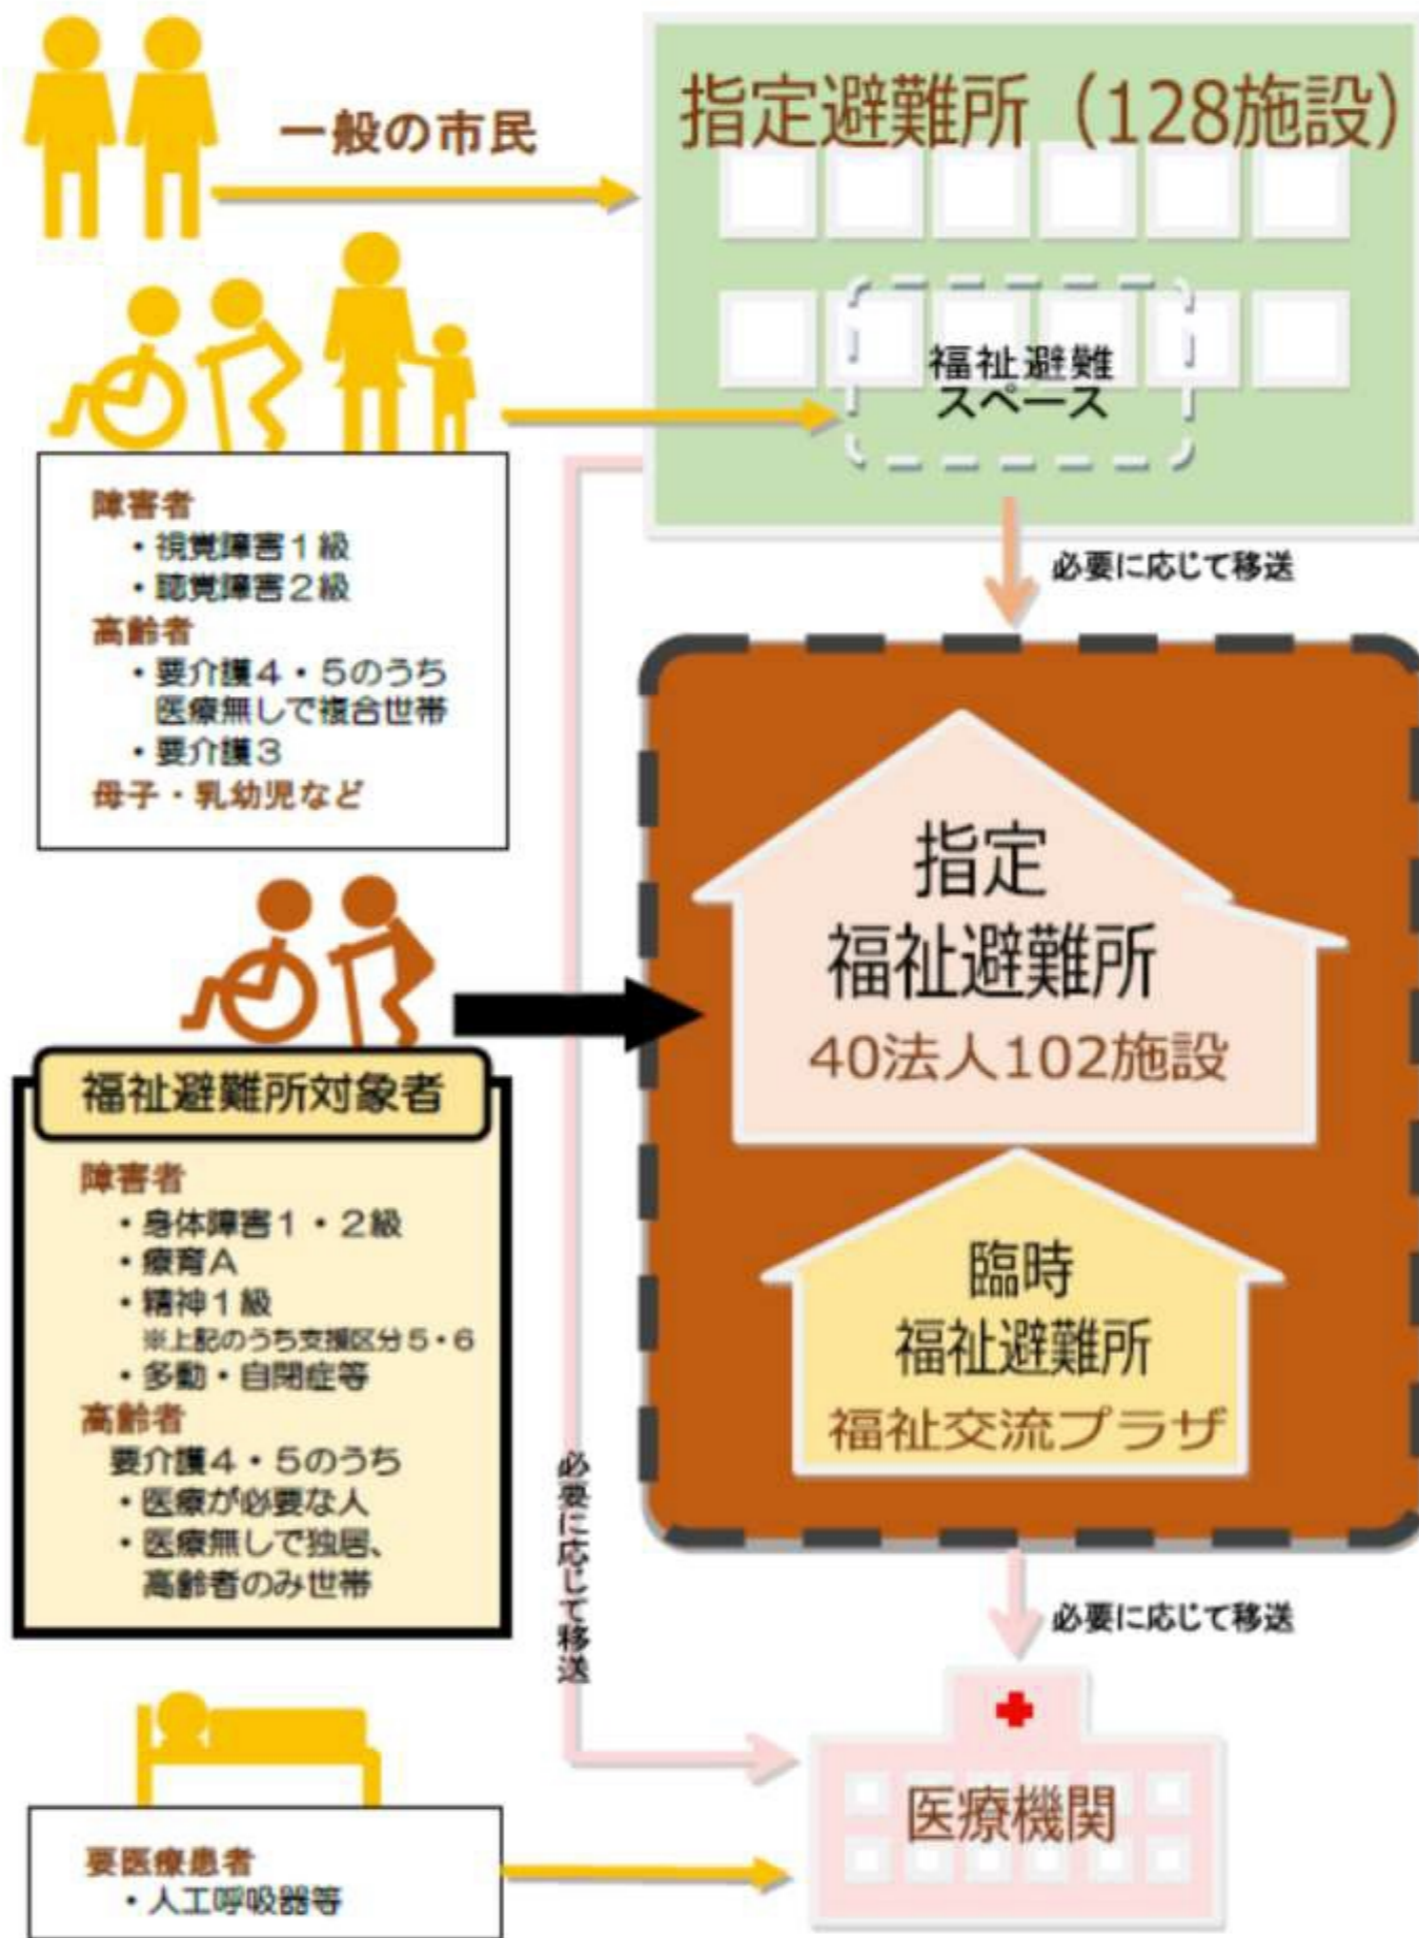 一般の市民
指定避難所（128施設）
福祉避難
スペース
障害者
・視覚障害１級
・聴覚障害２級
高齢者
・要介護４・５のうち
医療無しで複合世帯
・要介護３
母子・乳幼児など
必要に応じて移送
指定
福祉避難所
40法人102施設
臨時
福祉避難所
福祉交流プラザ
福祉避難所対象者
障害者
・身体障害１・２級
・療育A
・精神１級
※上記のうち支援区分５・６
・多動・自閉症等
高齢者
要介護４・５のうち
・医療が必要な人
・医療無しで独居、
高齢者のみ世帯
必要に応じて移送
必要に応じて移送
医療機関
要医療患者
・人工呼吸器等